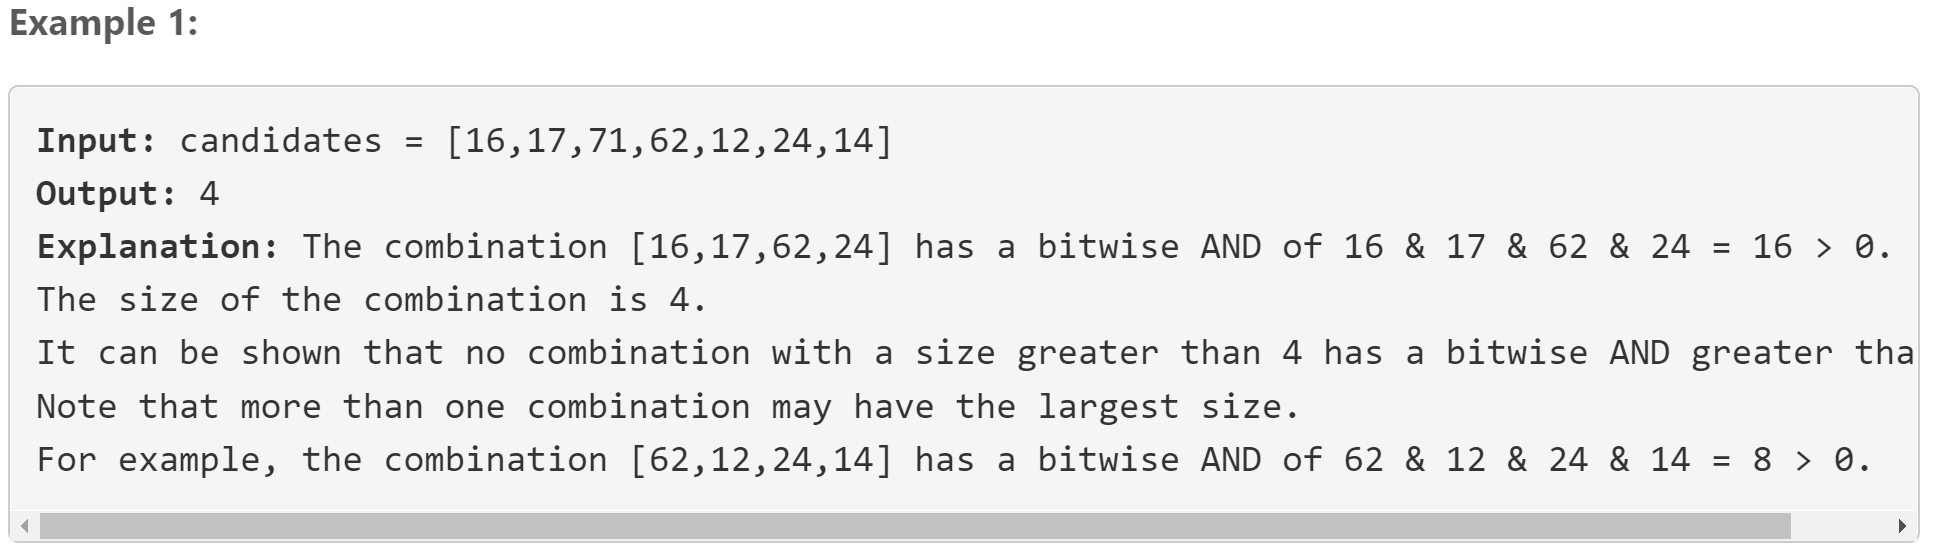 Example 1:
Input: candidates = [16,17,71,62,12,24,14]
Output: 4
Explanation: The combination [16,17,62,24] has a bitwise AND of 16 & 17 & 62 & 24 = 16 > 0.
The size of the combination is 4.
It can be shown that no combination with a size greater than 4 has a bitwise AND greater tha
Note that more than one combination may have the largest size.
For example, the combination [62,12,24,14] has a bitwise AND of 62 & 12 & 24 & 14 = 8 > 0.